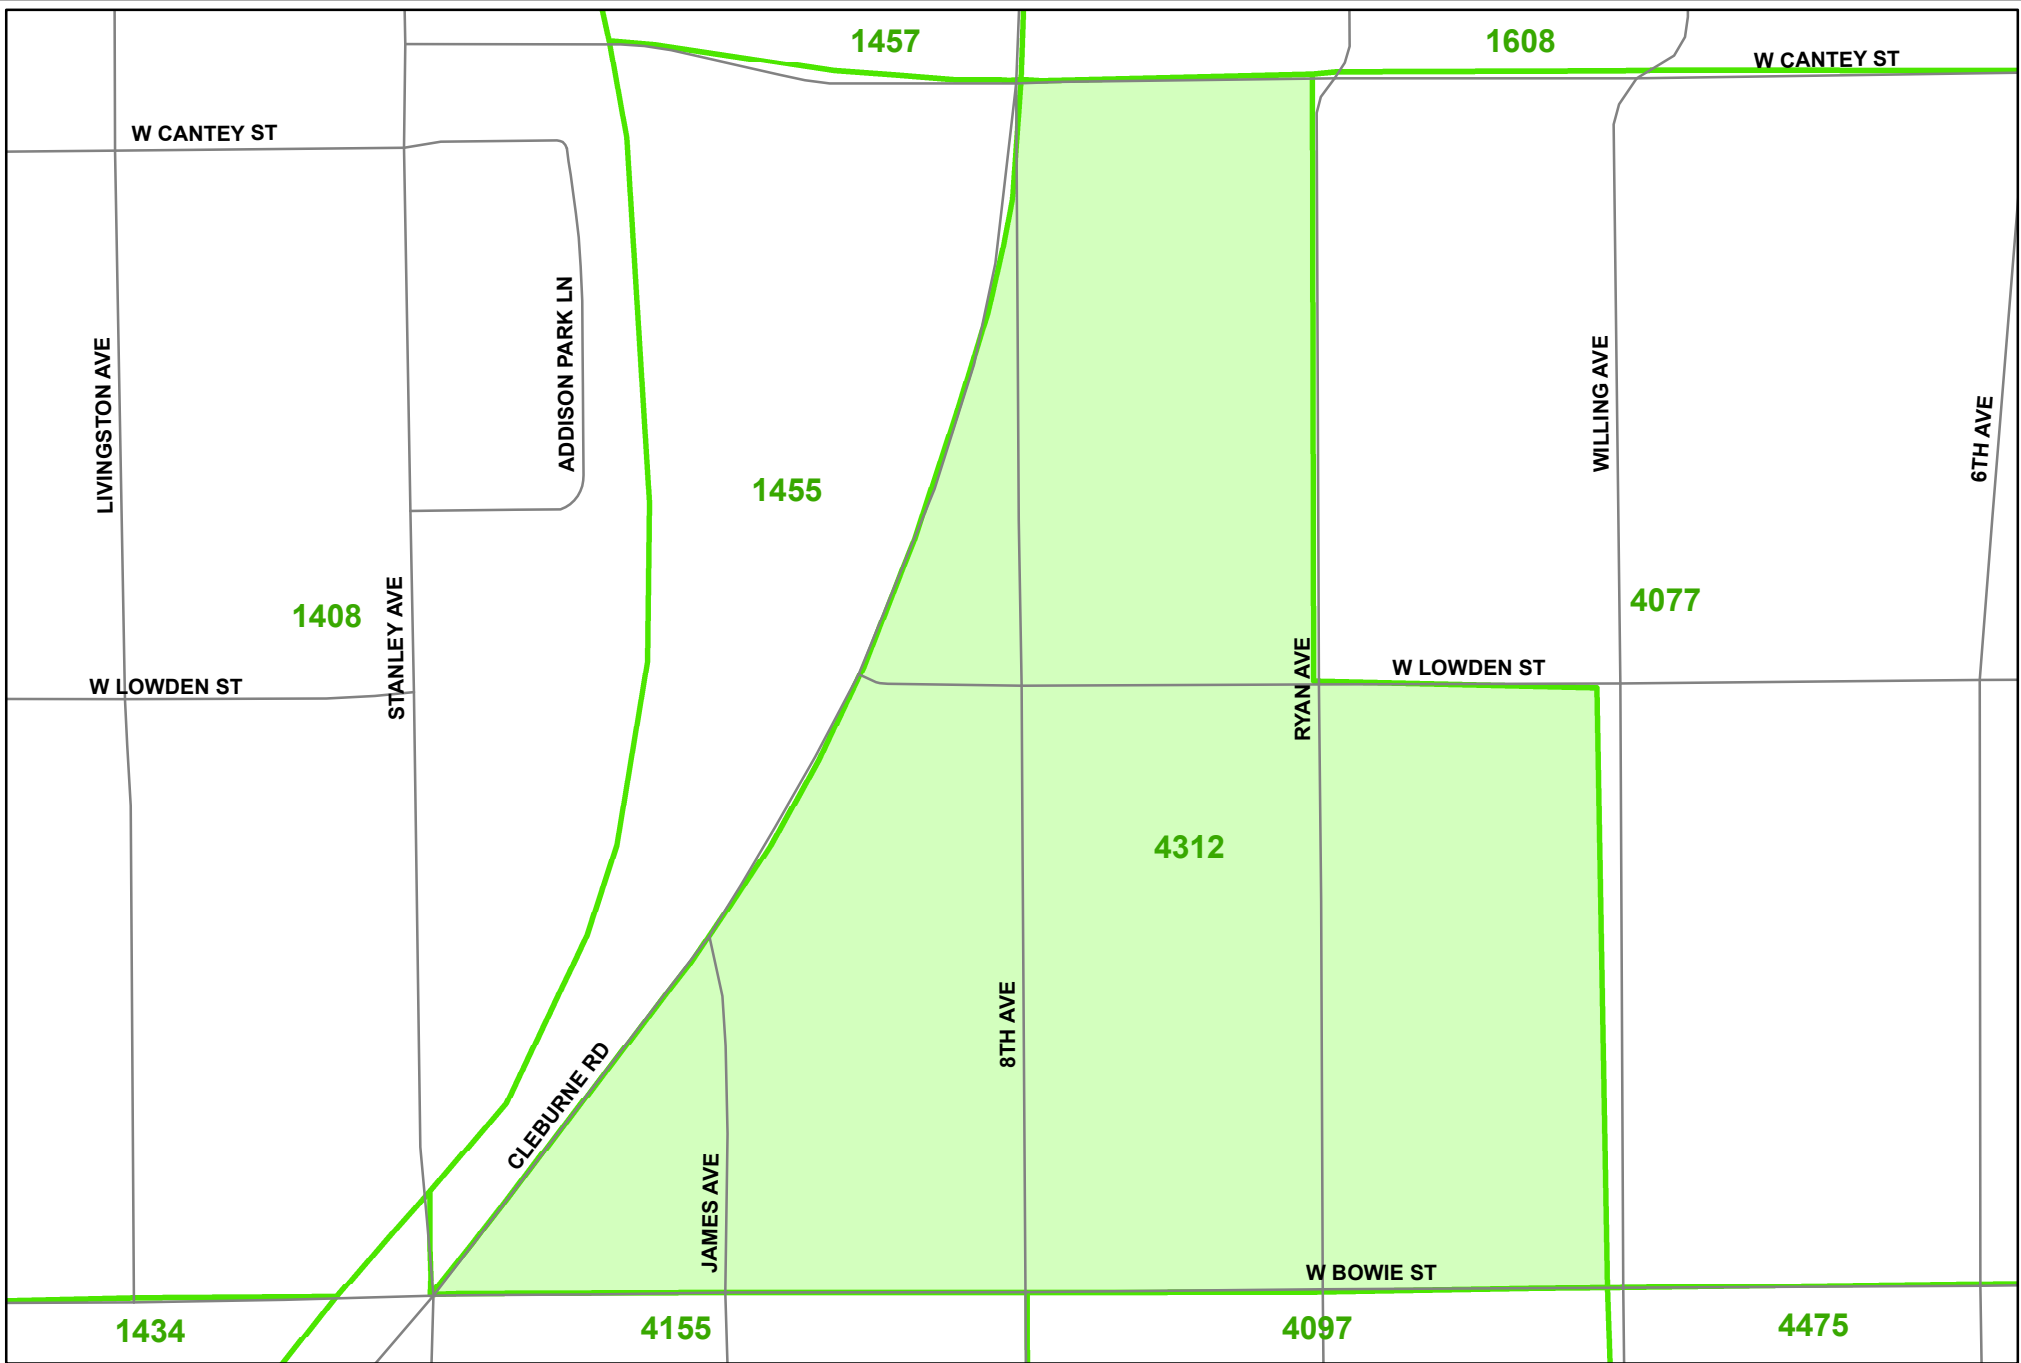 1457
1608
W CANTEY ST
W CANTEY ST
ADDISON PARK LN
LIVINGSTON AVE
WILLING AVE
6TH AVE
1455
1408
STANLEY AVE
4077
W LOWDEN ST
W LOWDEN ST
RYAN AVE
4312
8TH AVE
CLEBURNE RD
JAMES AVE
W BOWIE ST
1434
4155
4097
4475